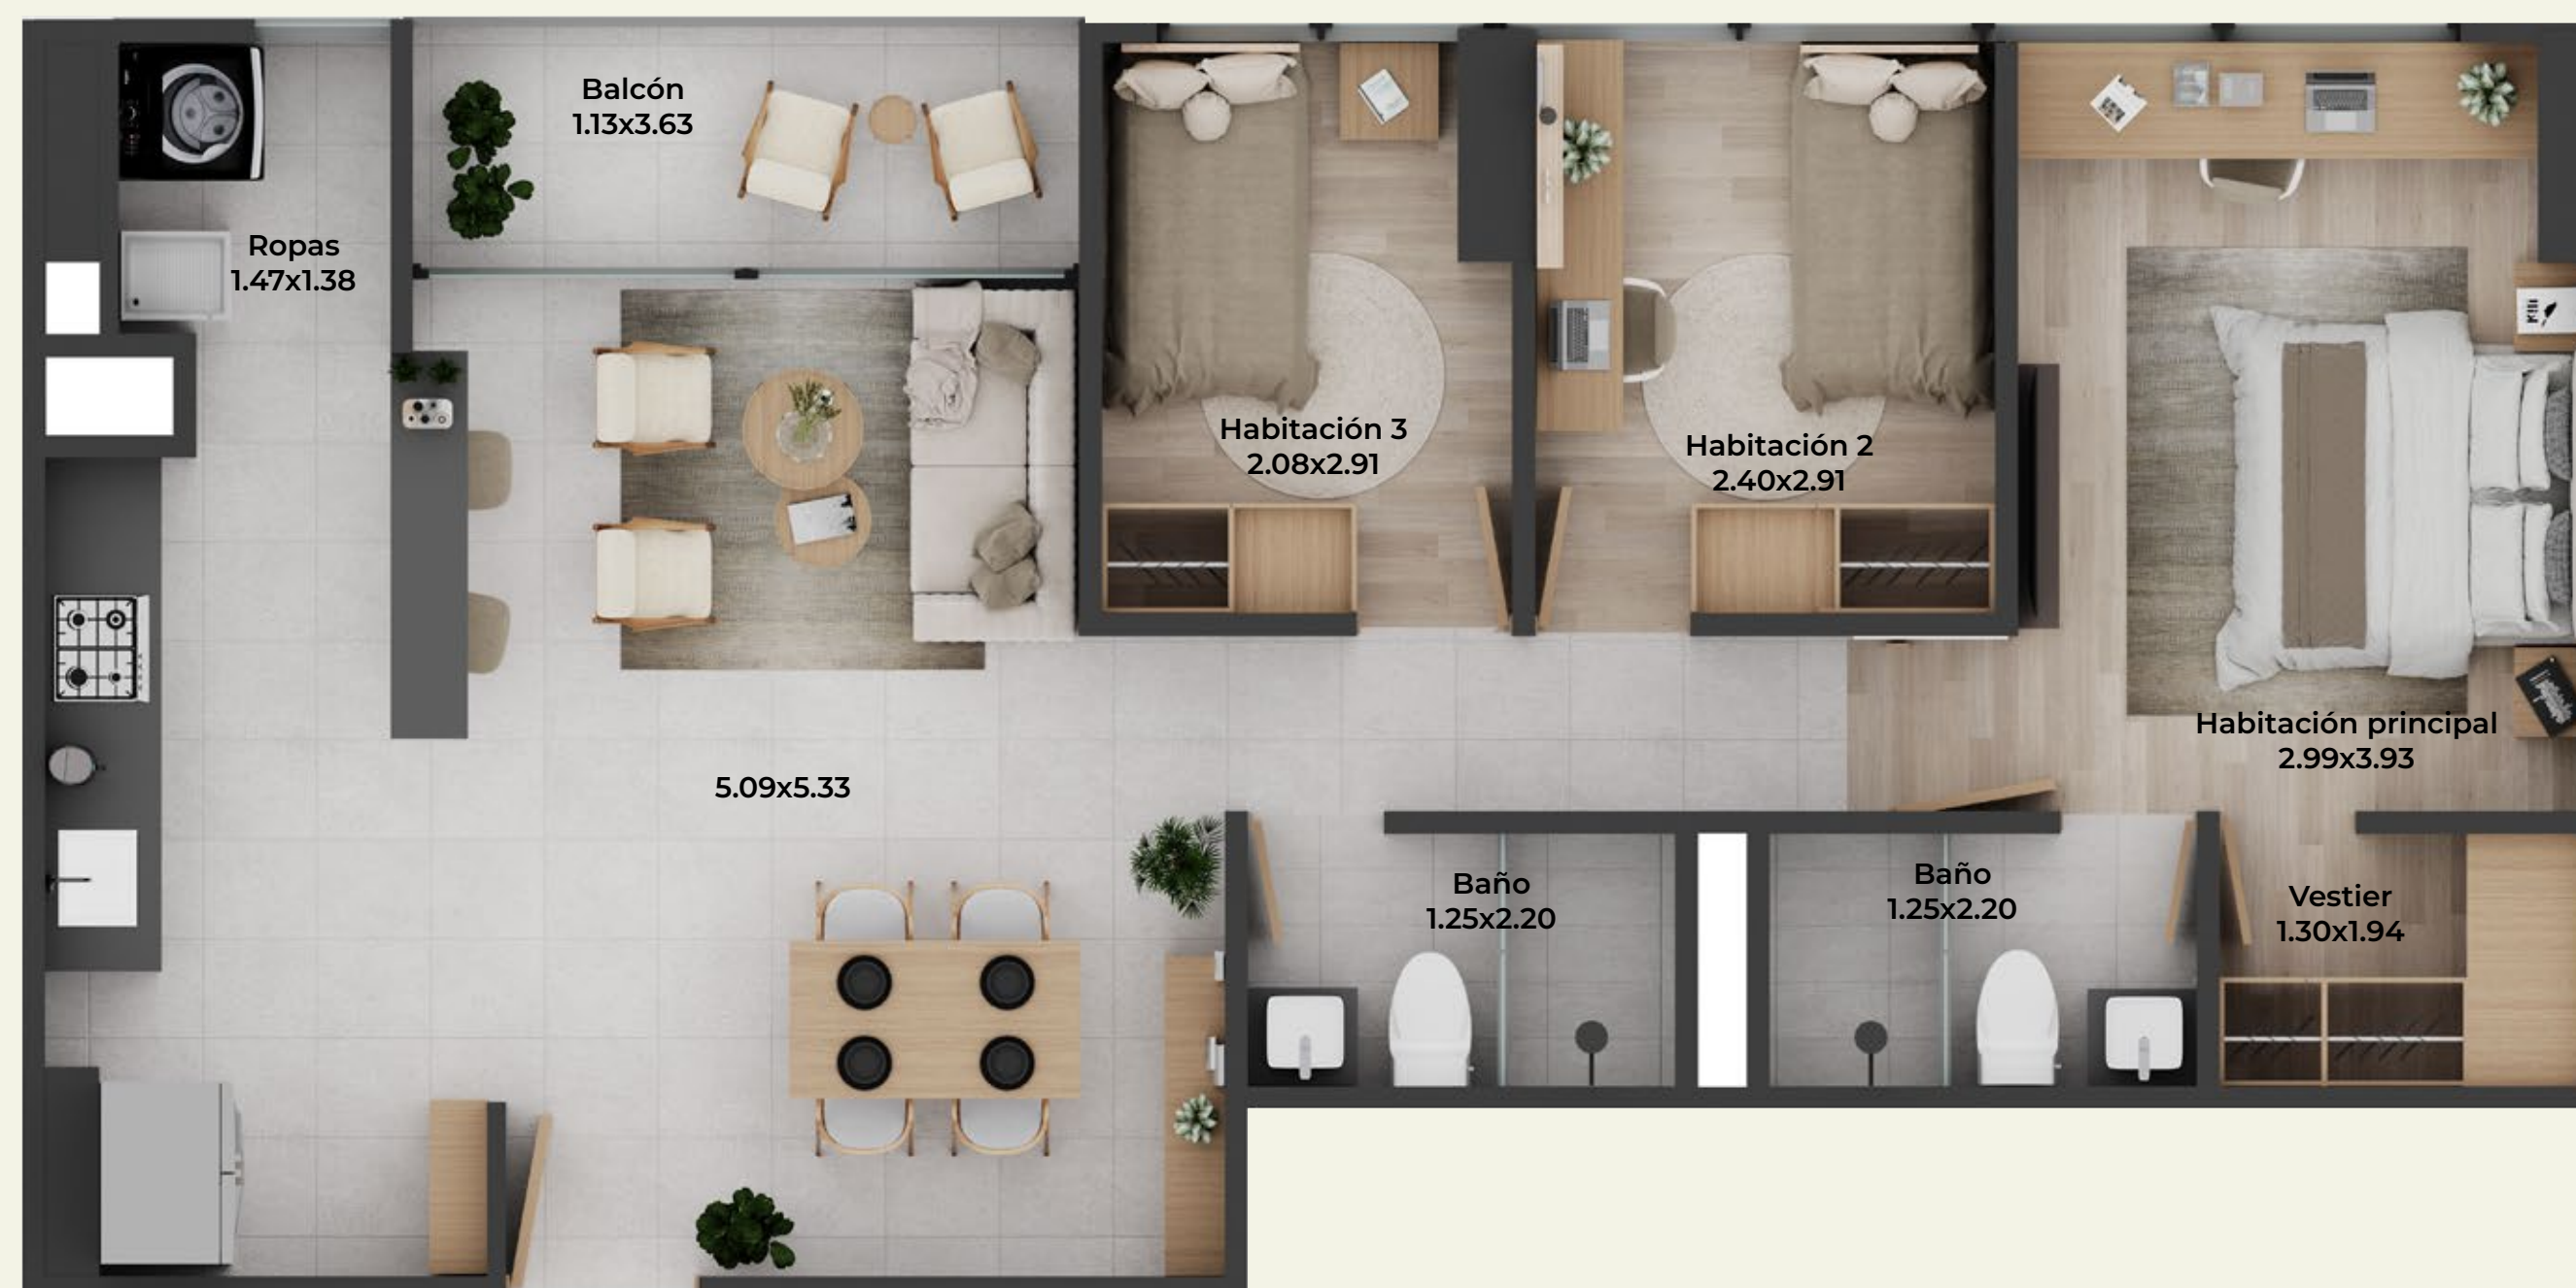 Balcón
1.13x3.63
Ropas
1.47x1.38
Habitación 3
2.08x2.91
Habitación 2
2.40x2.91
Habitación principal
2.99x3.93
5.09x5.33
Baño
1.25x2.20
Baño
1.25x2.20
Vestier
1.30x1.94